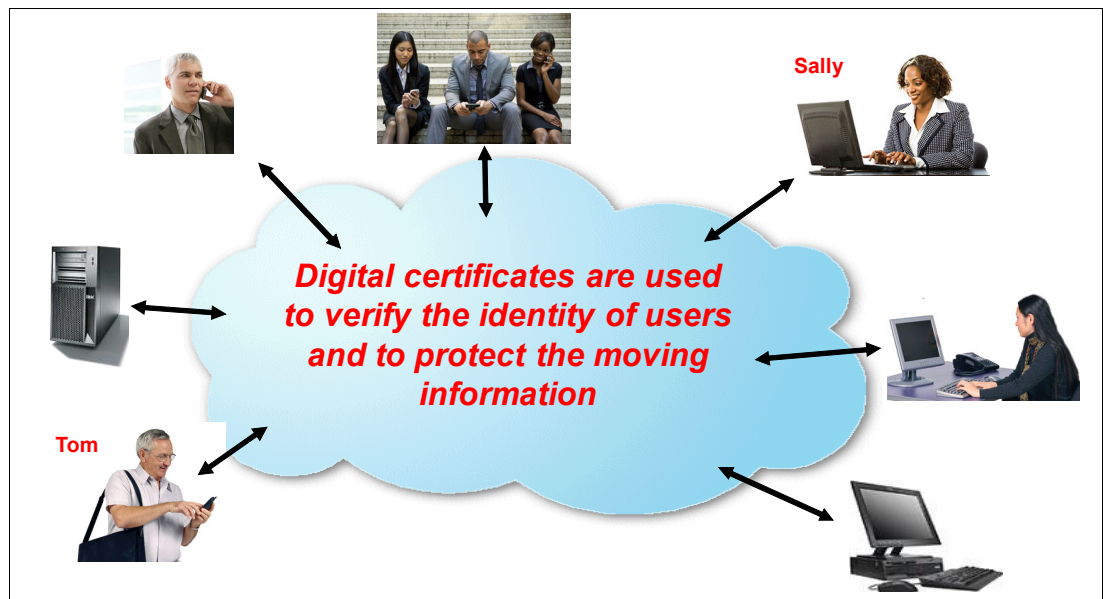 Sally
Digital certificates are used
to verify the identity of users
and to protect the moving
information
Tom